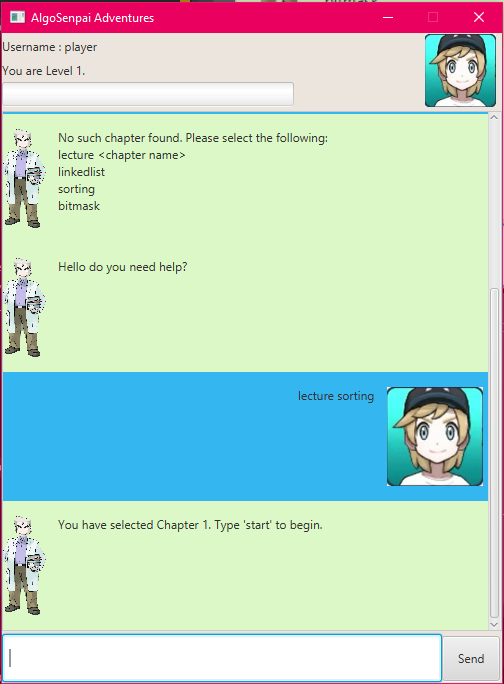 AlgoSenpai Adventures
Username : player
You are Level 1.
No such chapter found. Please select the following:
lecture <chapter name>
linkedlist
sorting
bitmask
Hello do you need help?
lecture sorting
You have selected Chapter 1. Type 'start' to begin.
Send